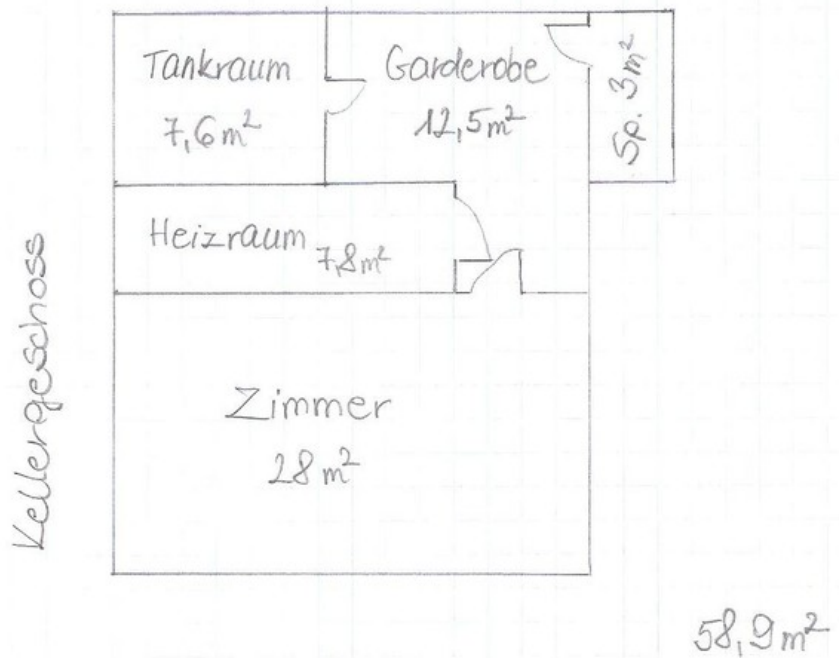 Tankraum
7,6m²
Garderobe
12,5m²
Sp. 3m²
Heizraum 7,8m²
Zimmer
28m²
Kellergeschoss
58,9m²